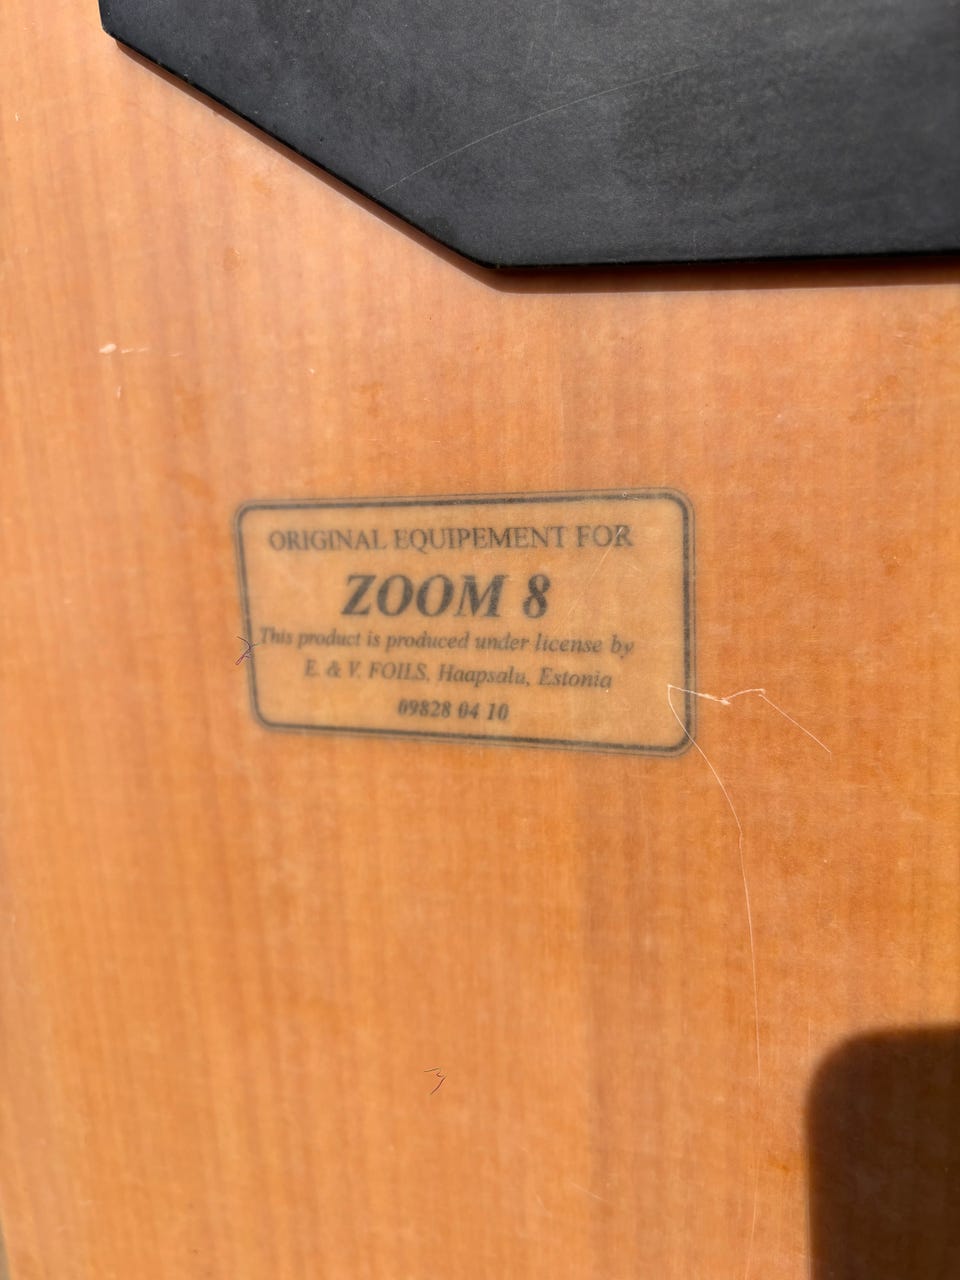 ORIGINAL EQUIPEMENT FOR
ZOOM 8
This product is produced under license by
E. & V. FOILS, Haapsalu, Estonia
09828 04 10